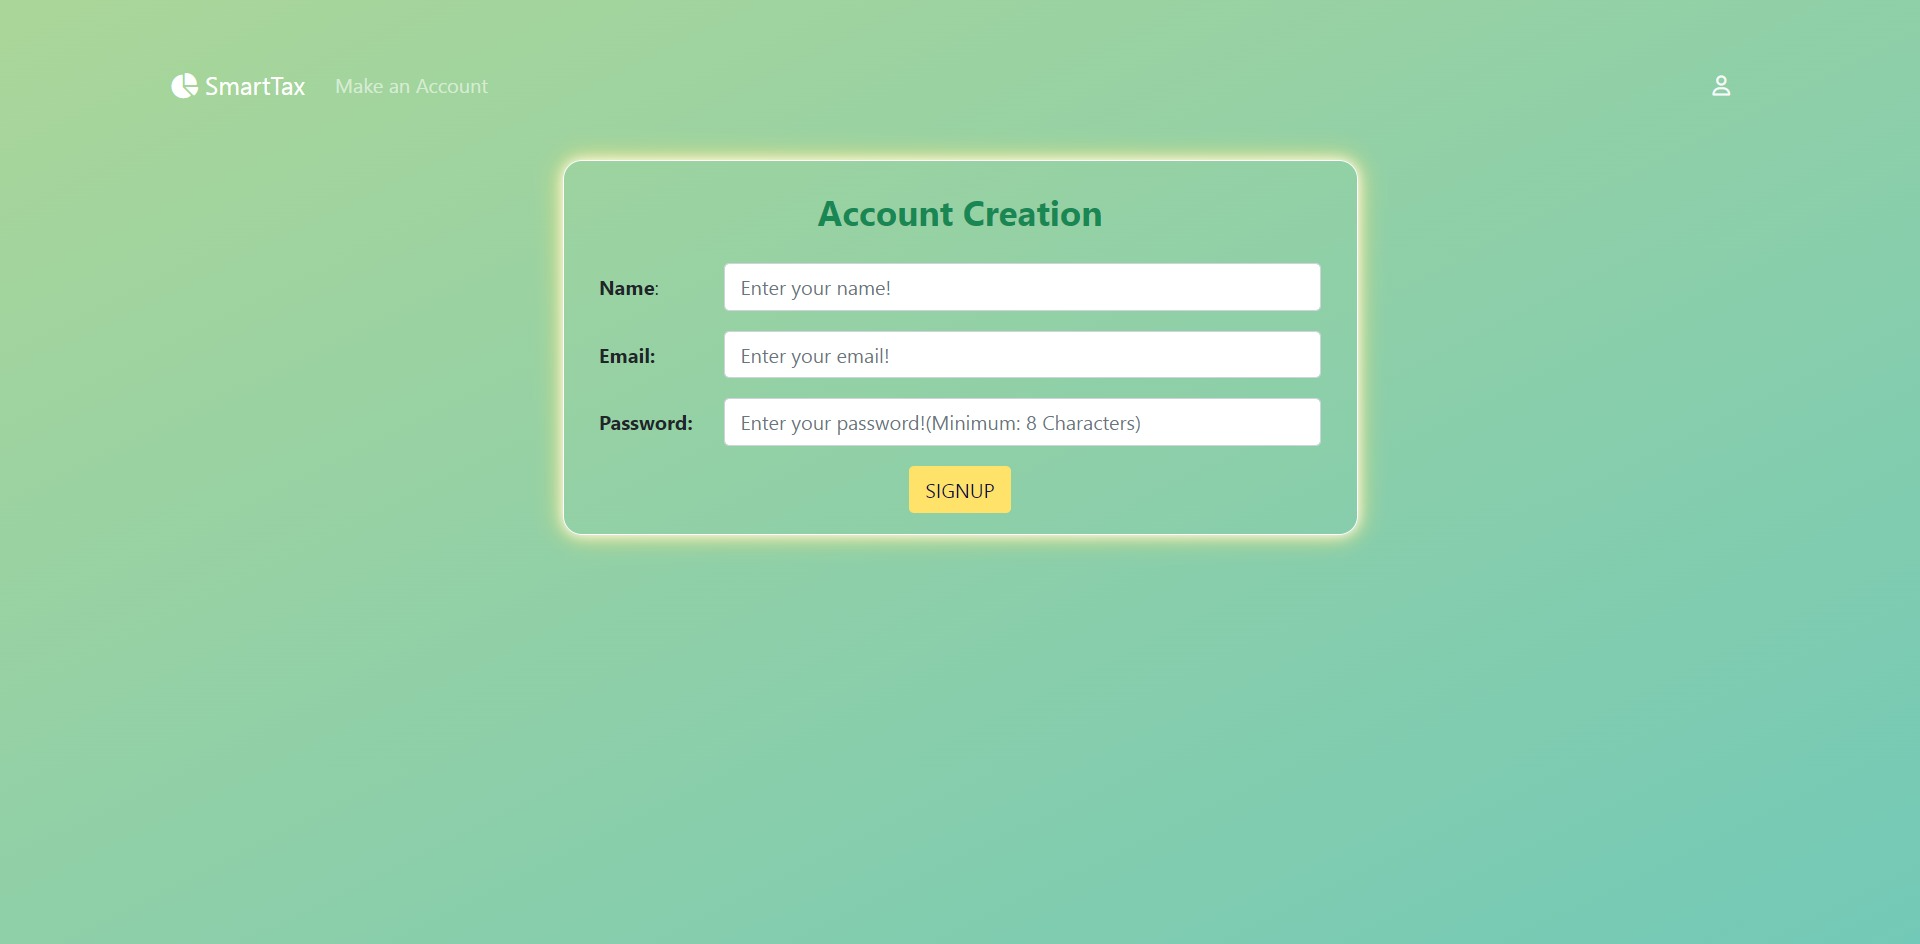 SmartTax Make an Account
Account Creation
Name: Enter your name!
Email: Enter your email!
Password: Enter your password!(Minimum: 8 Characters)
SIGNUP